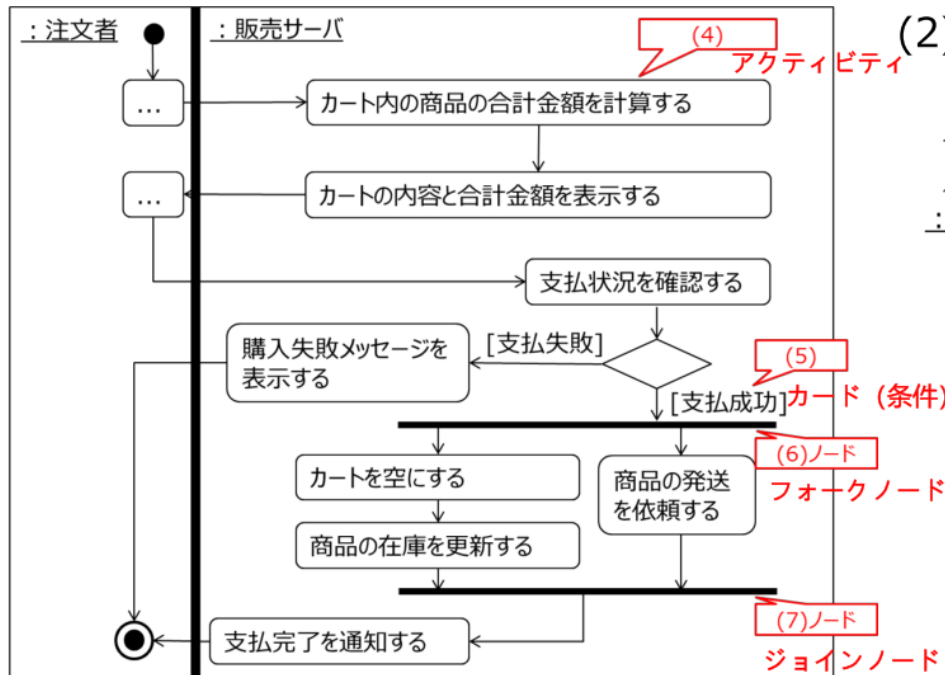 ：注文者
：販売サーバ
(4)
(2)
アクティビティ
…
カート内の商品の合計金額を計算する
…
カートの内容と合計金額を表示する
：
支払状況を確認する
購入失敗メッセージを
表示する
[支払失敗]
(5)
カード (条件)
[支払成功]
(6)ノード
フォークノード
カートを空にする
商品の発送
を依頼する
商品の在庫を更新する
(7)ノード
ジョインノード
支払完了を通知する